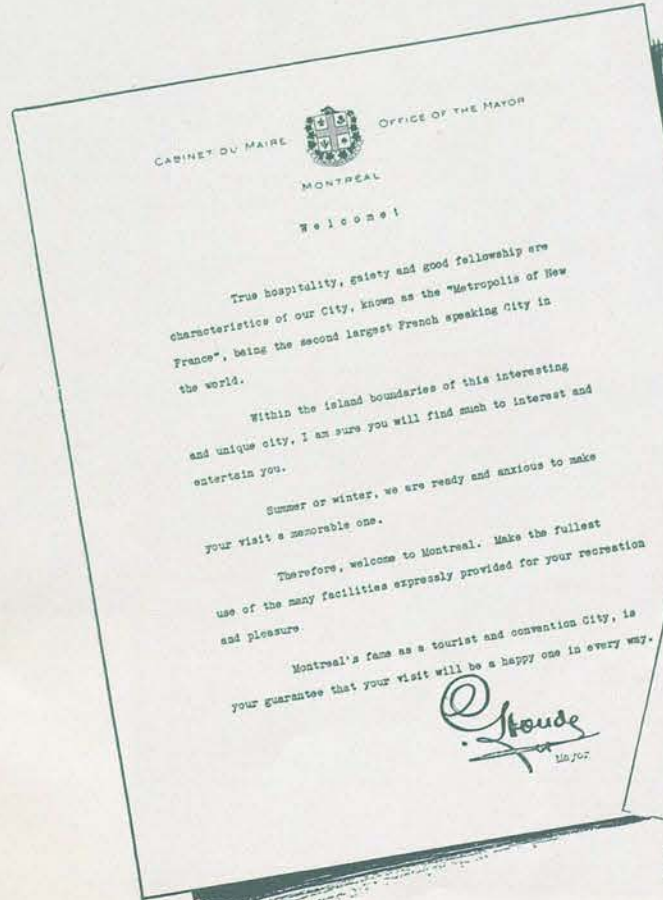 CABINET DU MAIRE OFFICE OF THE MAYOR
MONTRÉAL
Welcome!
True hospitality, gaiety and good fellowship are
characteristics of our City, known as the "Metropolis of New
France", being the second largest French speaking City in
the world.
Within the island boundaries of this interesting
and unique city, I am sure you will find much to interest and
entertain you.
Summer or winter, we are ready and anxious to make
your visit a memorable one.
Therefore, welcome to Montreal. Make the fullest
use of the many facilities expressly provided for your recreation
and pleasure.
Montreal's fame as a tourist and convention City, is
your guarantee that your visit will be a happy one in every way.
Mayor